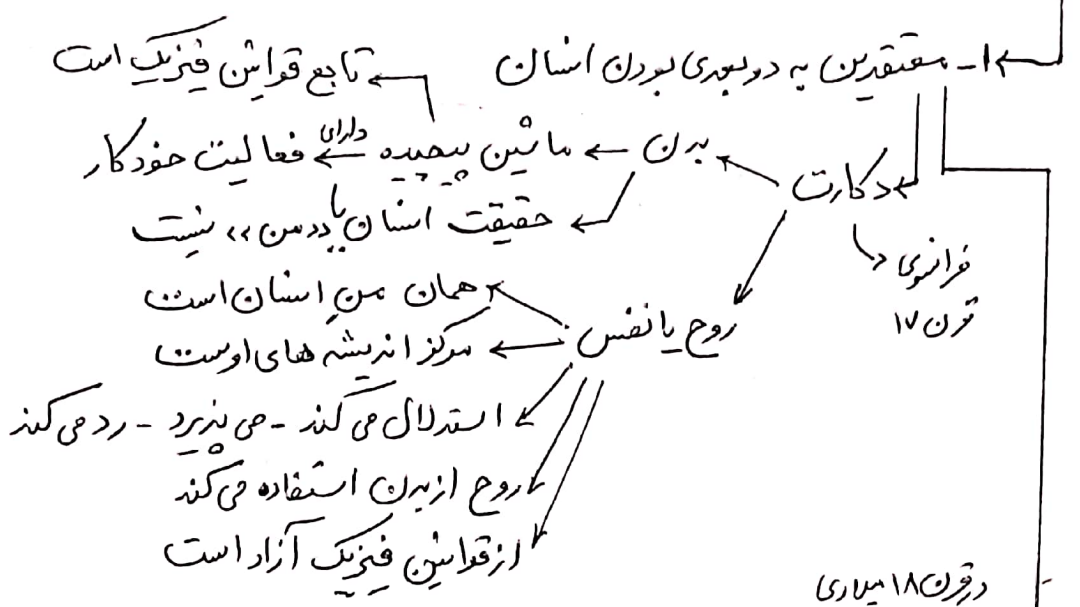 ۱- معتقدین به دو بعدی بودن انسان
تابع قوانین فیزیک است
دکارت
فرانسوی
قرن ۱۷
بدن
ماشین پیچیده
دارای
فعالیت خودکار
حقیقت انسان یا «من» نیست
روح یا نفس
همان من انسان است
مرکز اندیشه های اوست
استدلال می کند - می پذیرد - رد می کند
روح از بدن استفاده می کند
از قوانین فیزیک آزاد است
در قرن ۱۸ میلادی